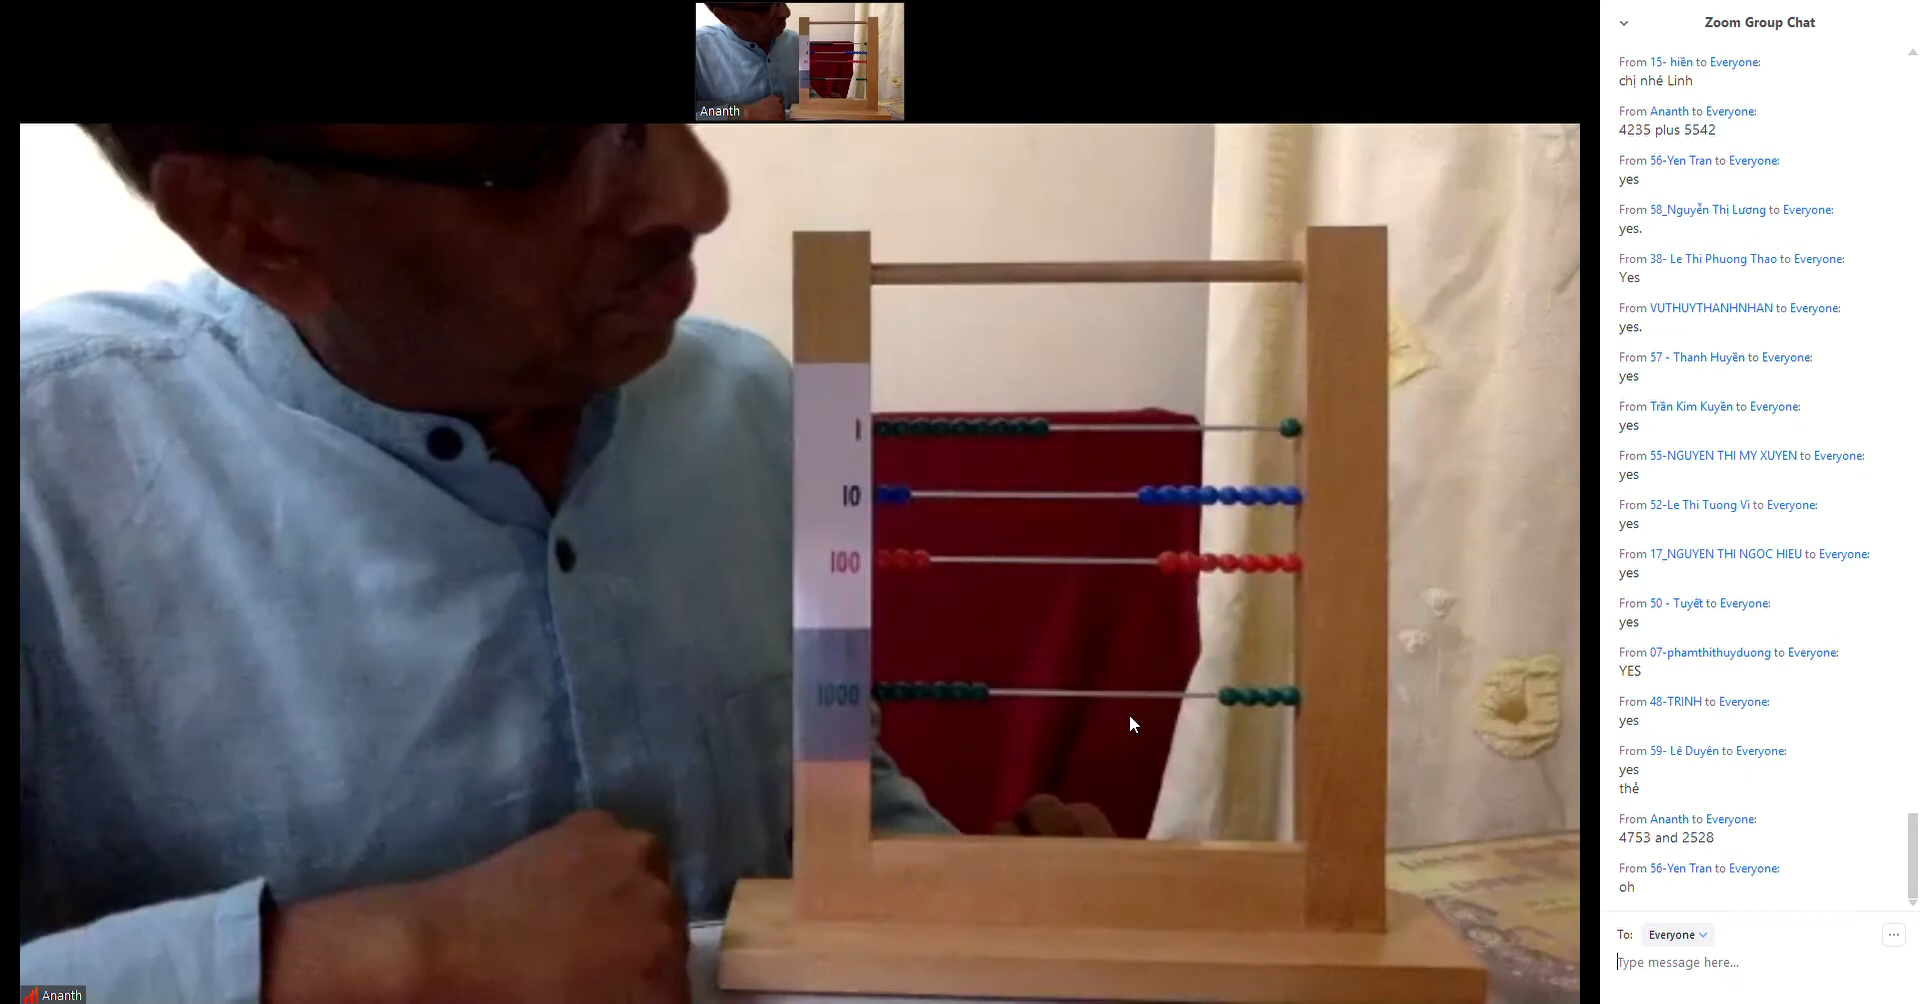 Ananth
1
10
100
1000
Ananth
Zoom Group Chat
From 15- hiền to Everyone:
chị nhé Linh
From Ananth to Everyone:
4235 plus 5542
From 56-Yen Tran to Everyone:
yes
From 58_Nguyễn Thị Lương to Everyone:
yes.
From 38- Le Thi Phuong Thao to Everyone:
Yes
From VUTHUYTHANHNHAN to Everyone:
yes.
From 57 - Thanh Huyền to Everyone:
yes
From Trần Kim Kuyền to Everyone:
yes
From 55-NGUYEN THI MY XUYEN to Everyone:
yes
From 52-Le Thi Tuong Vi to Everyone:
yes
From 17_NGUYEN THI NGOC HIEU to Everyone:
yes
From 50 - Tuyết to Everyone:
yes
From 07-phamthithuyduong to Everyone:
YES
From 48-TRINH to Everyone:
yes
From 59- Lê Duyên to Everyone:
yes
thẻ
From Ananth to Everyone:
4753 and 2528
From 56-Yen Tran to Everyone:
oh
To: Everyone
Type message here...